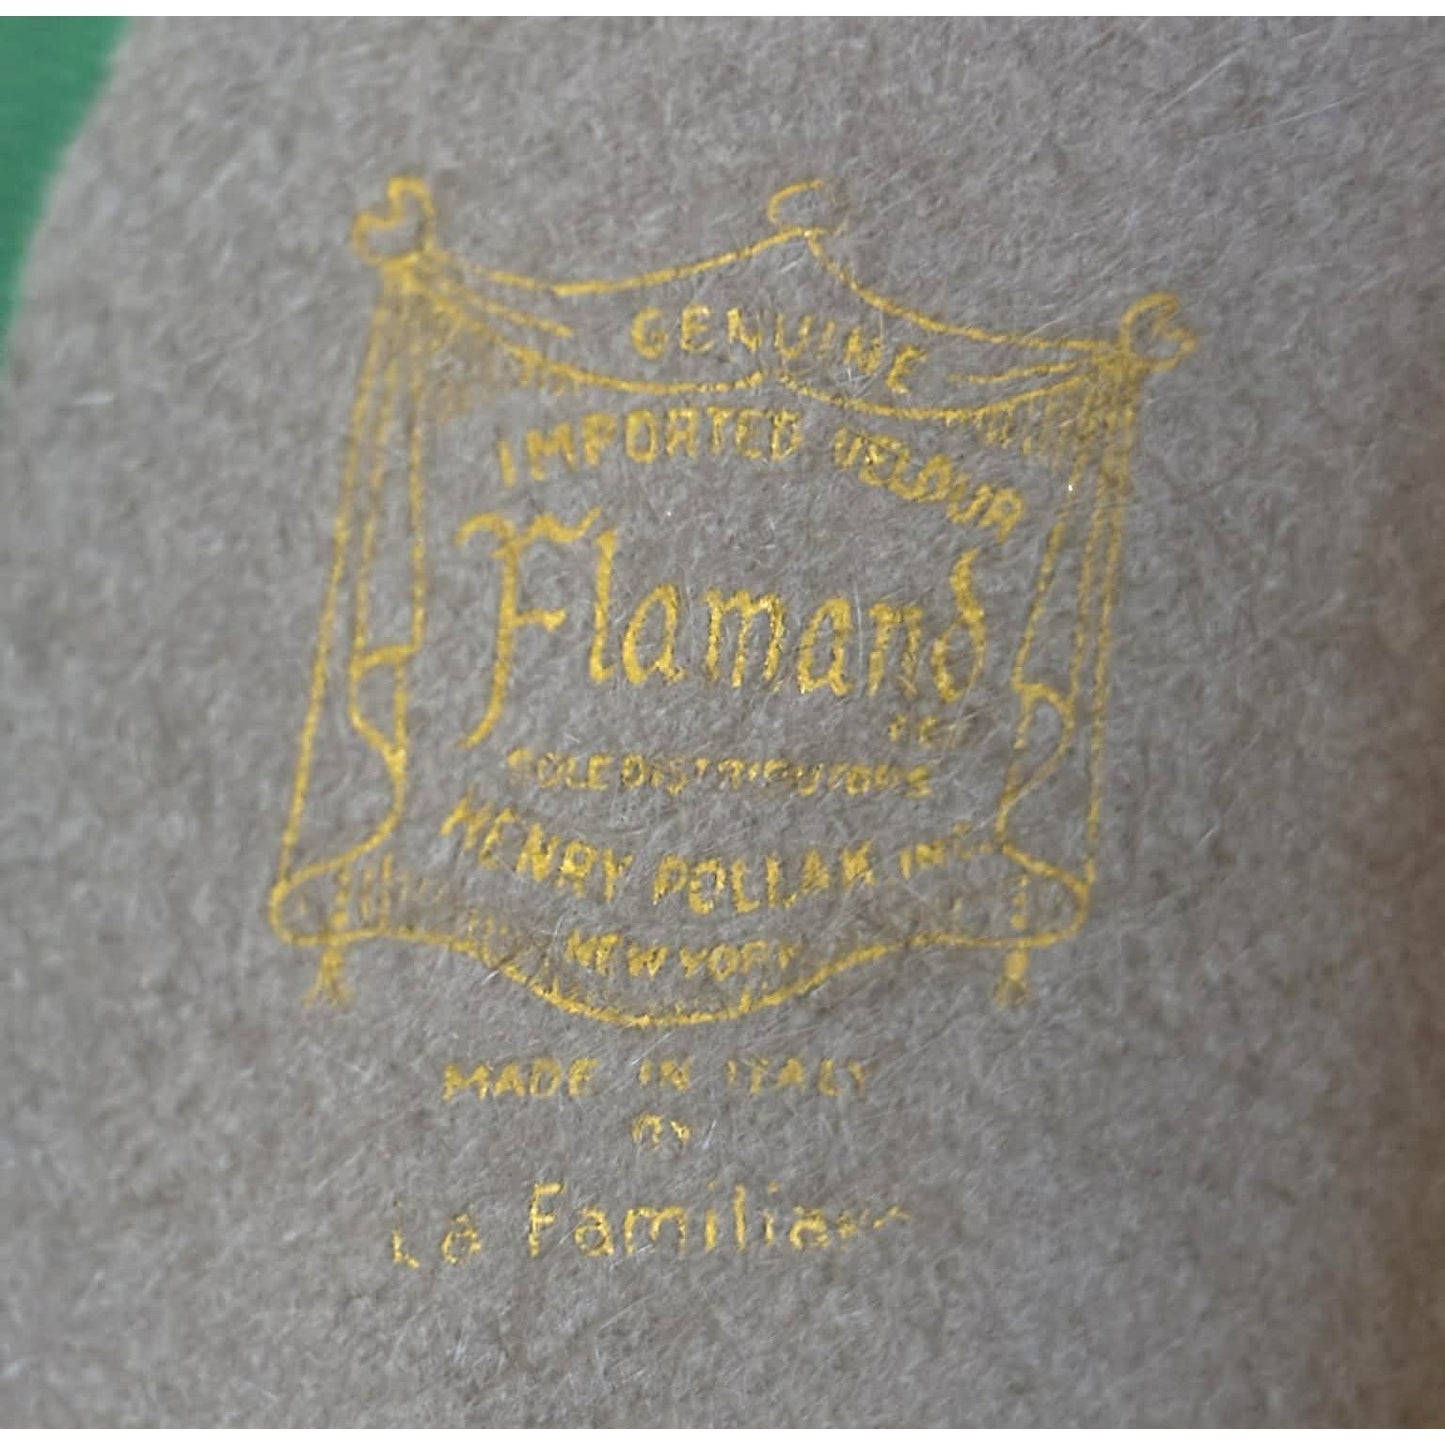 GENUINE
IMPORTED VELOUR
Flamand
SOLE DISTRIBUTORS
HENRY POLLAK INC.
NEW YORK
MADE IN ITALY
BY
La Familiare